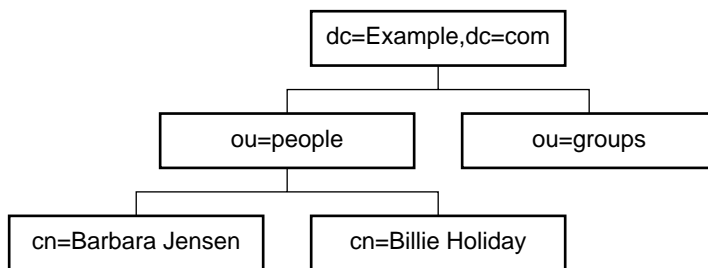 dc=Example,dc=com
ou=people
ou=groups
cn=Barbara Jensen
cn=Billie Holiday